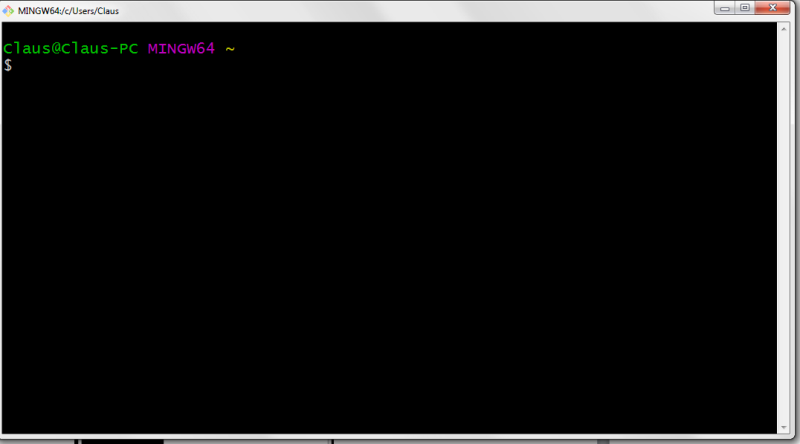 MINGW64:/c/Users/Claus
Claus@Claus-PC MINGW64 ~
$